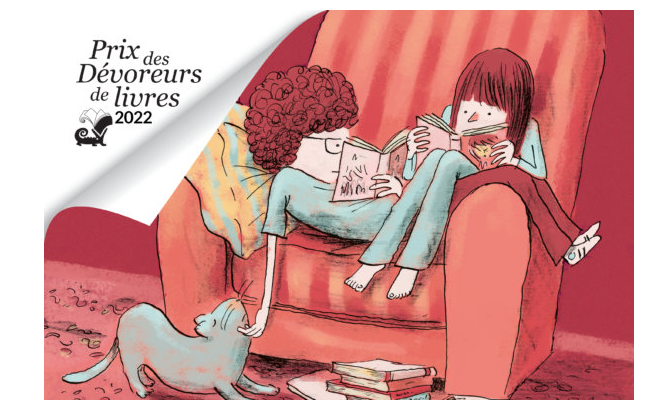 Prix des
Dévoreurs
de livres
2022